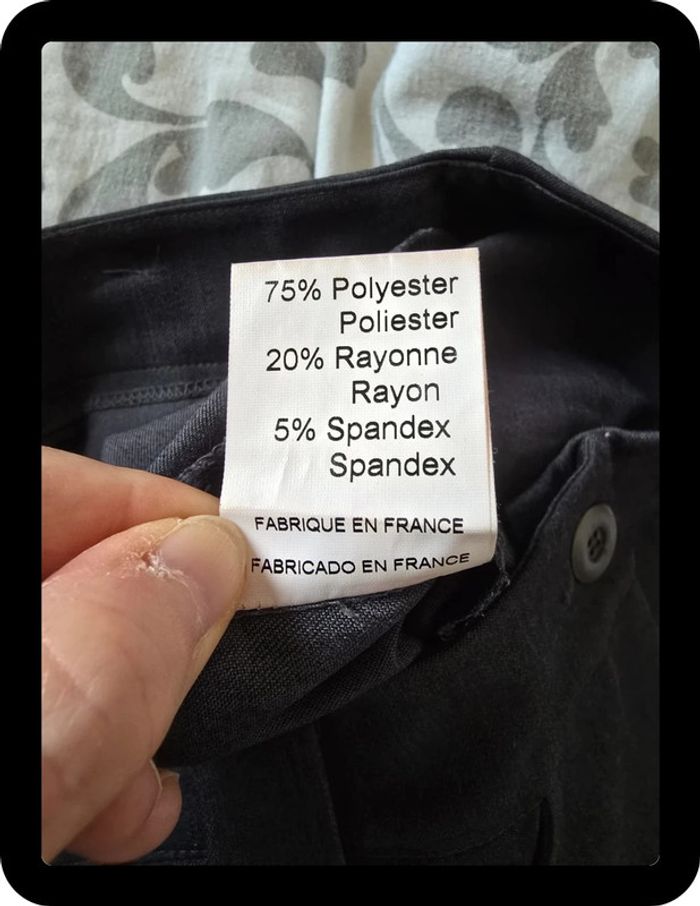 75% Polyester
Poliester
20% Rayonne
Rayon
5% Spandex
Spandex
FABRIQUE EN FRANCE
FABRICADO EN FRANCE